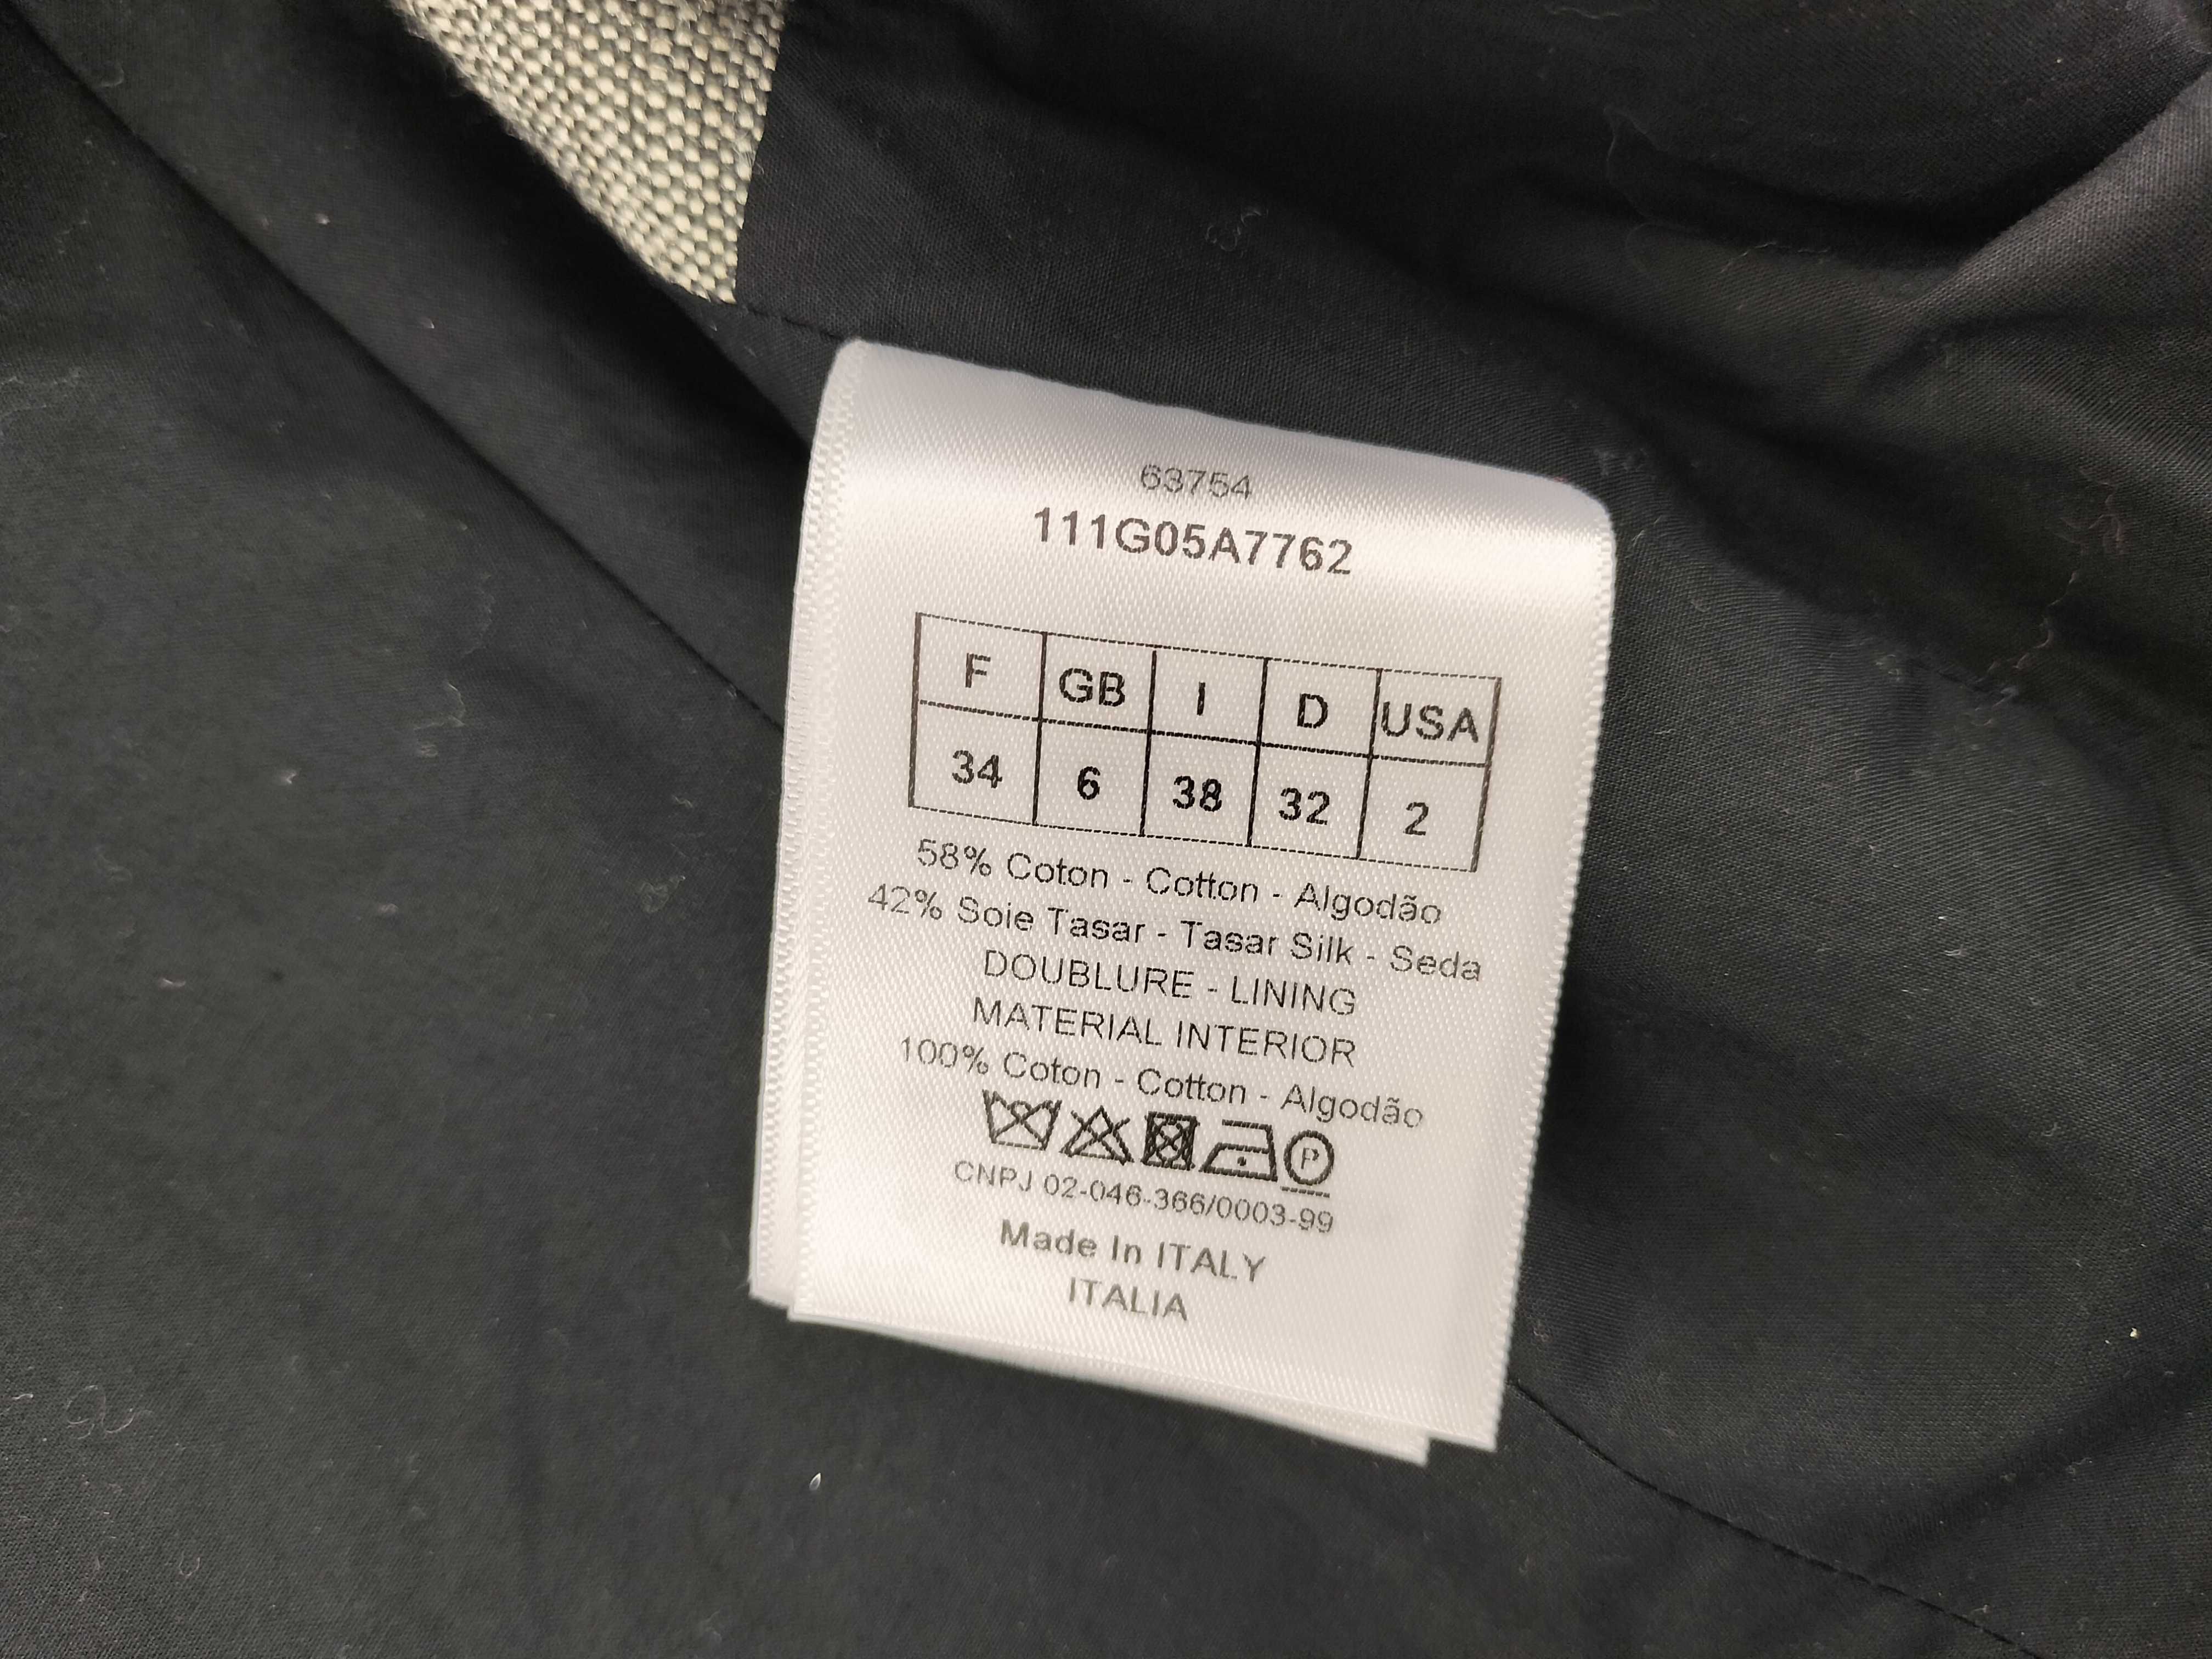 63754
111G05A7762
F GB I D USA
34 6 38 32 2
58% Coton - Cotton - Algodão
42% Soie Tasar - Tasar Silk - Seda
DOUBLURE - LINING
MATERIAL INTERIOR
100% Coton - Cotton - Algodão
P
CNPJ 02-046-366/0003-99
Made In ITALY
ITALIA